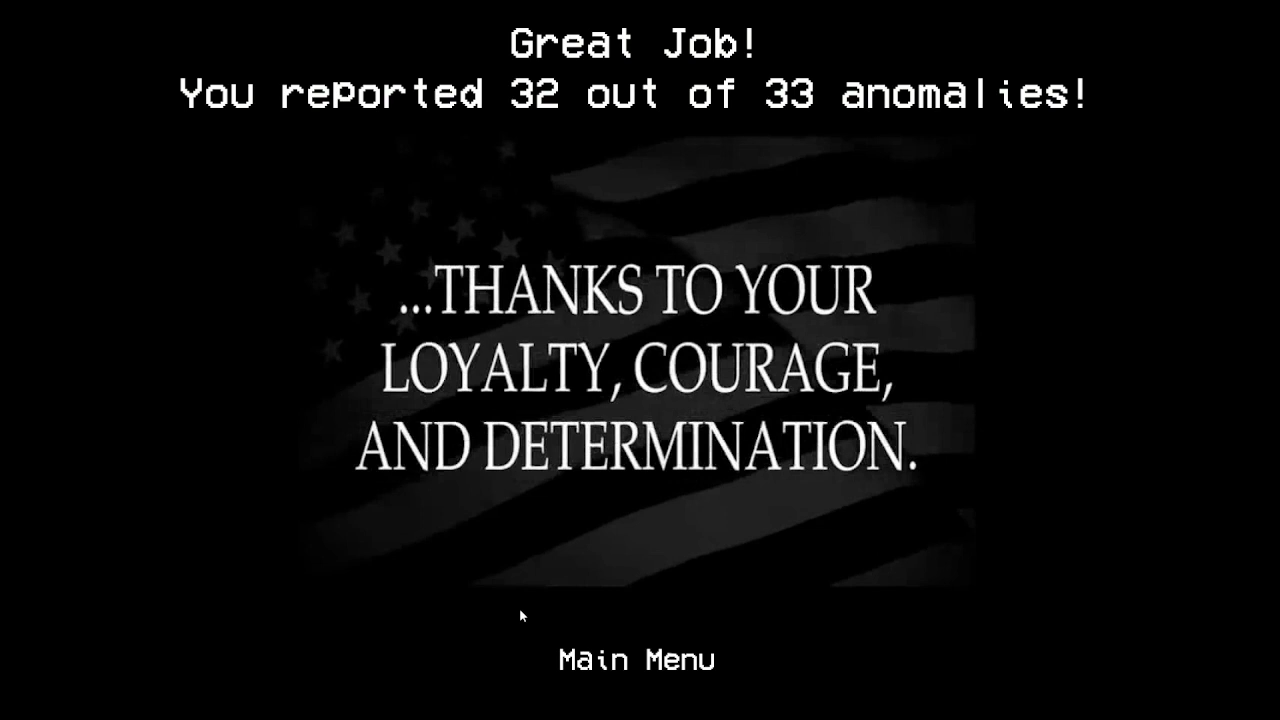 Great Job!
You reported 32 out of 33 anomalies!
...THANKS TO YOUR
LOYALTY, COURAGE,
AND DETERMINATION.
Main Menu